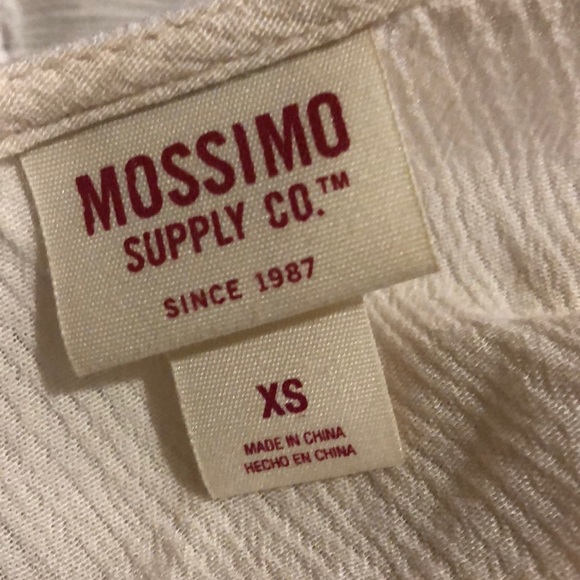 MOSSIMO
SUPPLY CO.™
SINCE 1987
XS
MADE IN CHINA
HECHO EN CHINA